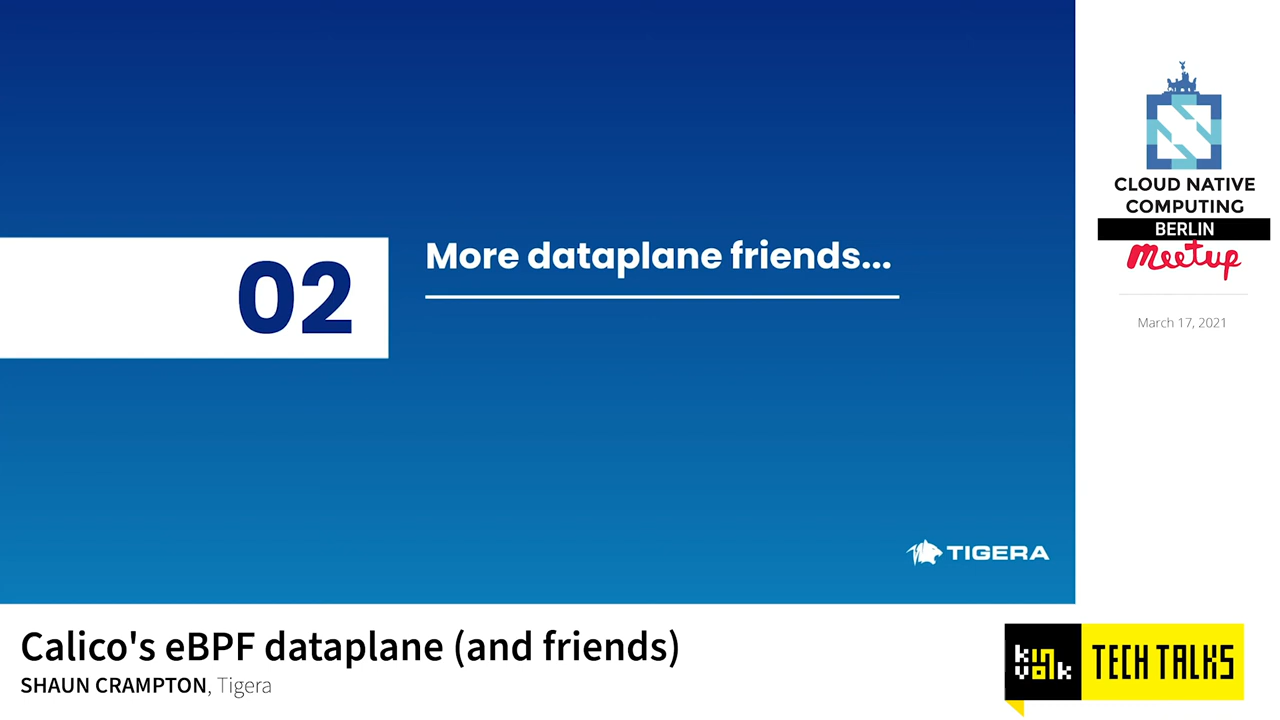 02
More dataplane friends...
TIGERA
CLOUD NATIVE
COMPUTING
BERLIN
Meetup
March 17, 2021
Calico's eBPF dataplane (and friends)
SHAUN CRAMPTON, Tigera
kinvolk
TECH TALKS